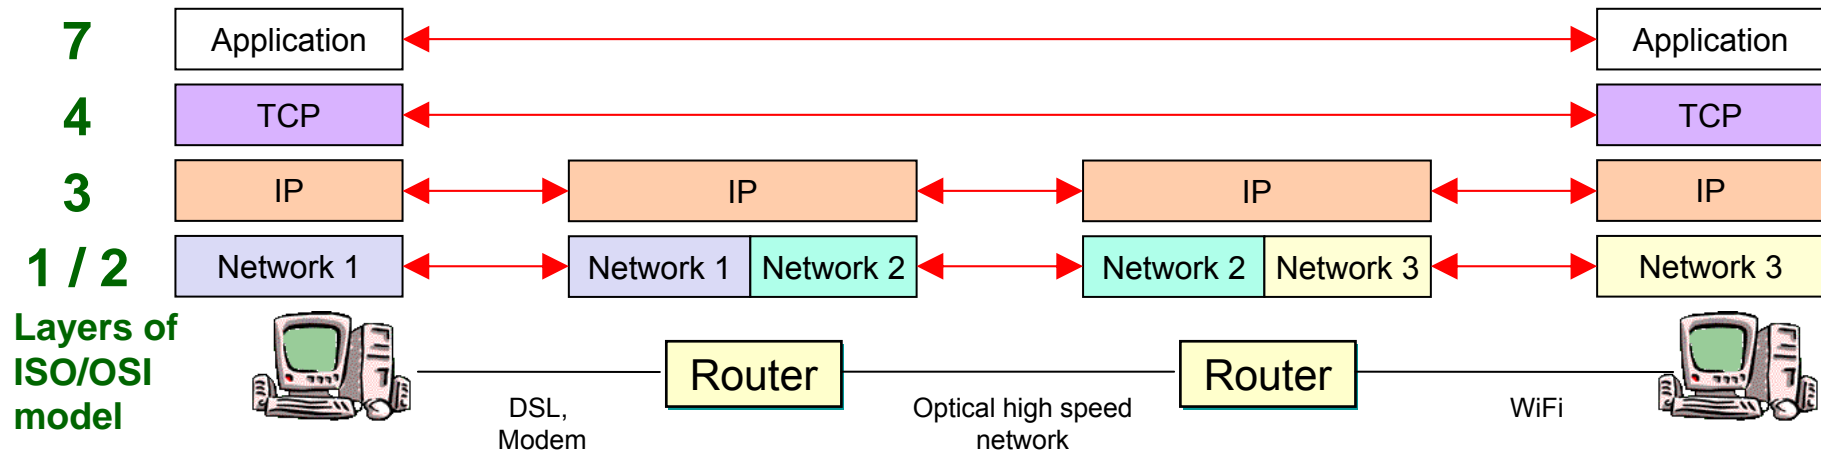 7 Application Application
4 TCP TCP
3 IP IP IP IP
1 / 2 Network 1 Network 1 Network 2 Network 2 Network 3 Network 3
Layers of
ISO/OSI
model
Router Router
DSL,
Modem
Optical high speed
network
WiFi